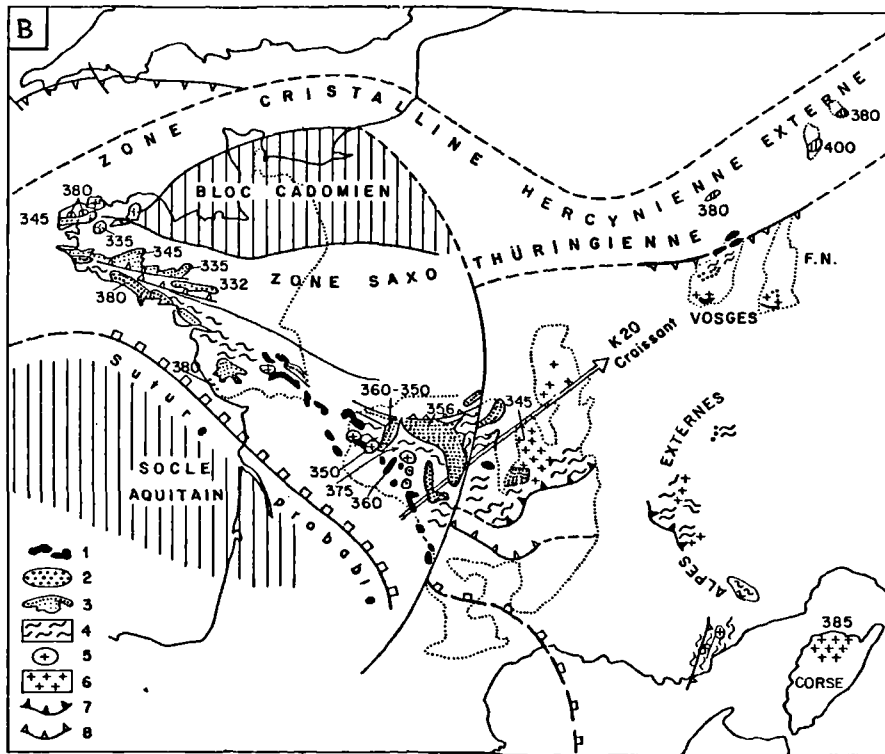 B
ZONE CRISTALLINE HERCYNIENNE EXTERNE
380
400
380
BLOC CADOMIEN
380
345
335
345
335
332
380
ZONE SAXO THÜRINGIENNE
F.N.
VOSGES
K20
Croissant
380
360-350
356
345
350
375
360
Suture probable
SOCLE
AQUITAIN
ALPES EXTERNES
385
CORSE
1
2
3
4
5
6
7
8